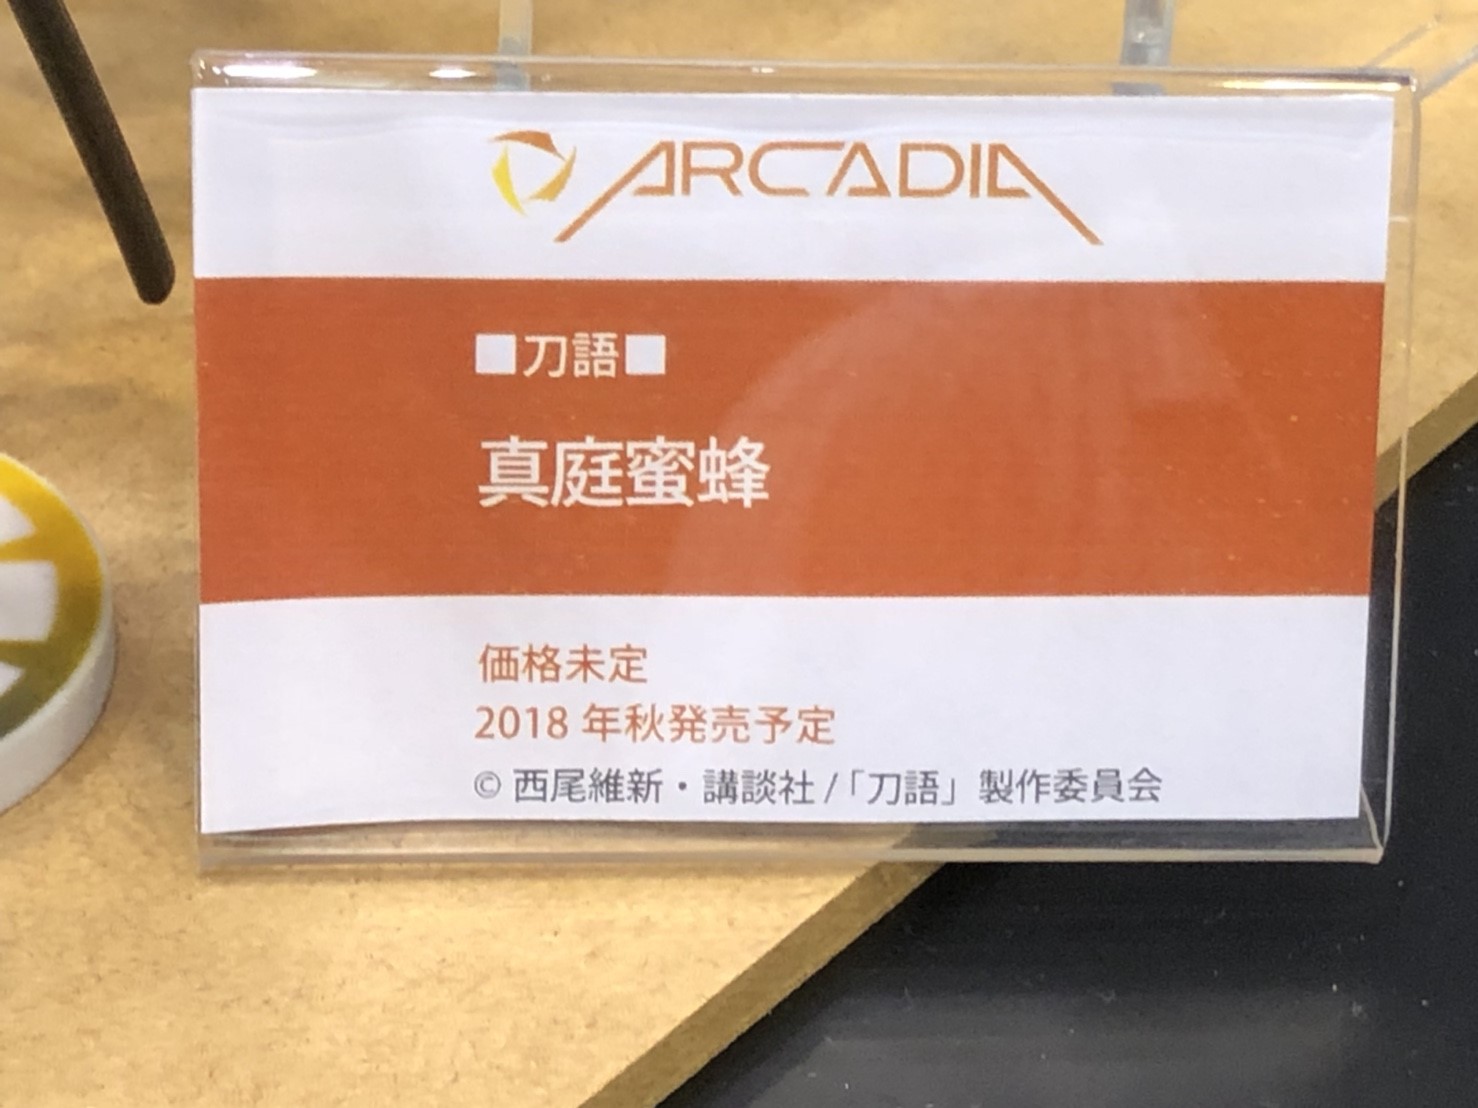 ARCADIA
■刀語■
真庭蜜蜂
価格未定
2018 年秋発売予定
© 西尾維新・講談社 /「刀語」製作委員会